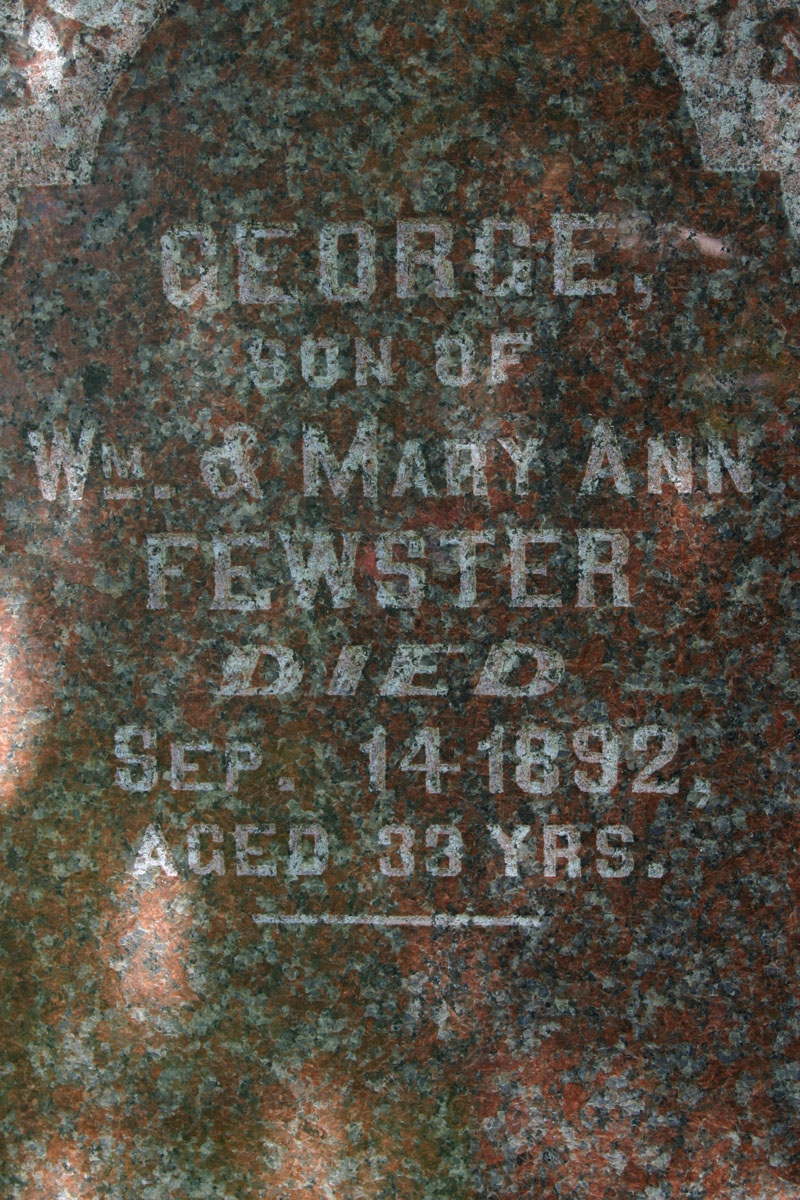 GEORGE,
SON OF
WM. & MARY ANN
FEWSTER
DIED
SEP. 14 1892,
AGED 33 YRS.